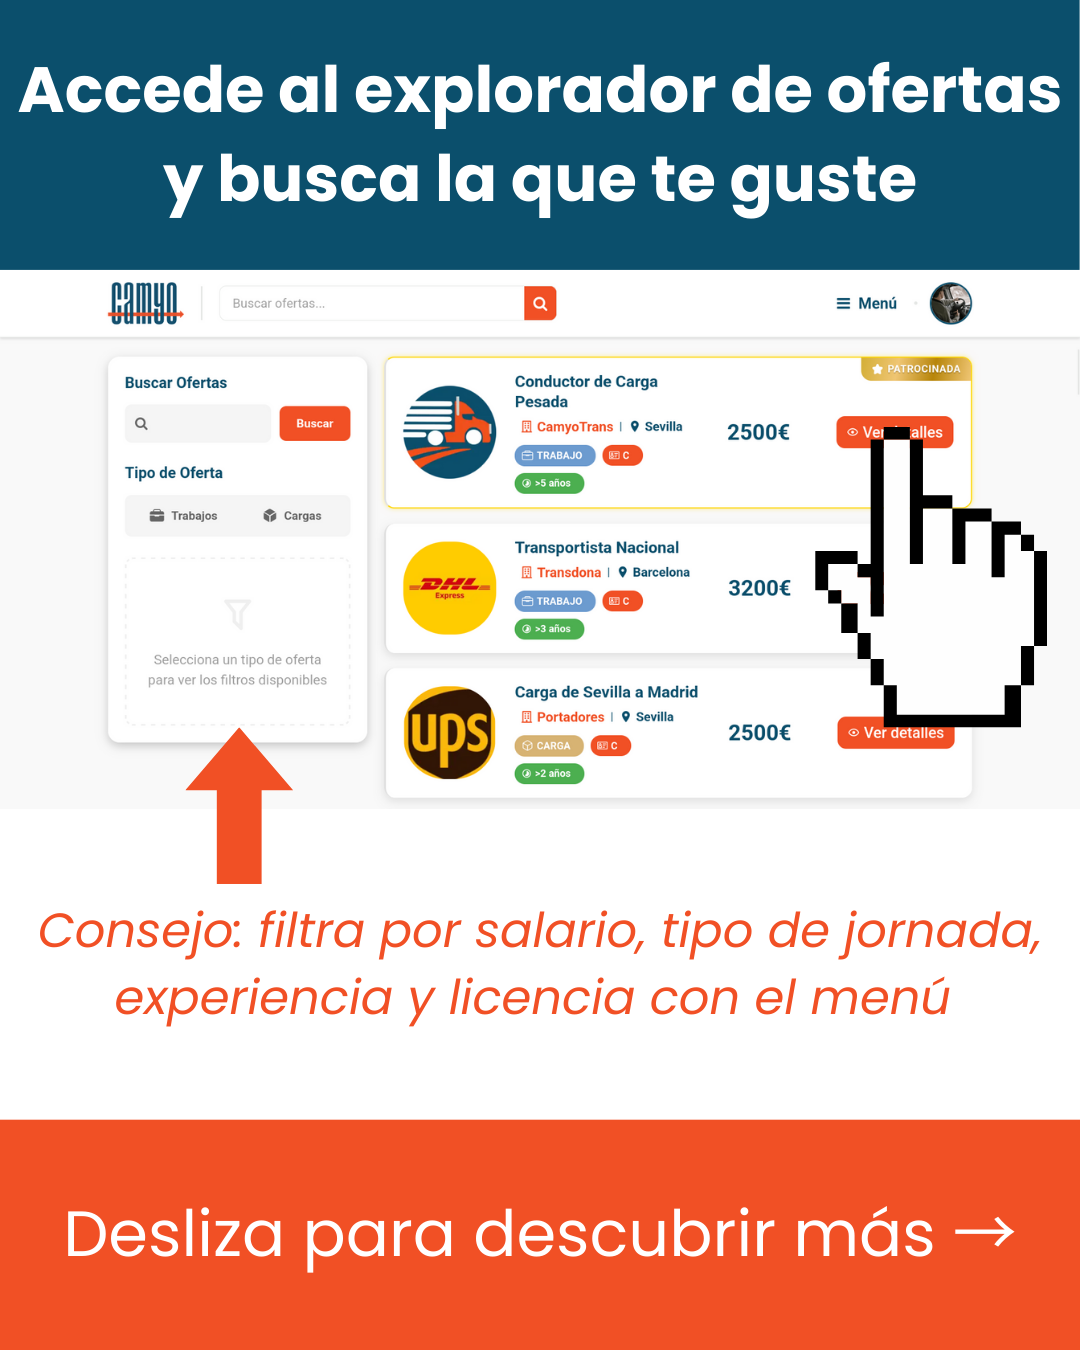 Accede al explorador de ofertas
y busca la que te guste
camyo
Buscar ofertas...
Menú
Buscar Ofertas
Buscar
Tipo de Oferta
Trabajos
Cargas
Selecciona un tipo de oferta
para ver los filtros disponibles
PATROCINADA
Conductor de Carga
Pesada
CamyoTrans | Sevilla
TRABAJO
C
>5 años
2500€
Ver
alles
DHL
Express
Transportista Nacional
Transdona | Barcelona
TRABAJO
C
>3 años
3200€
ups
Carga de Sevilla a Madrid
Portadores | Sevilla
CARGA
C
>2 años
2500€
Ver detalles
Consejo: filtra por salario, tipo de jornada,
experiencia y licencia con el menú
Desliza para descubrir más →